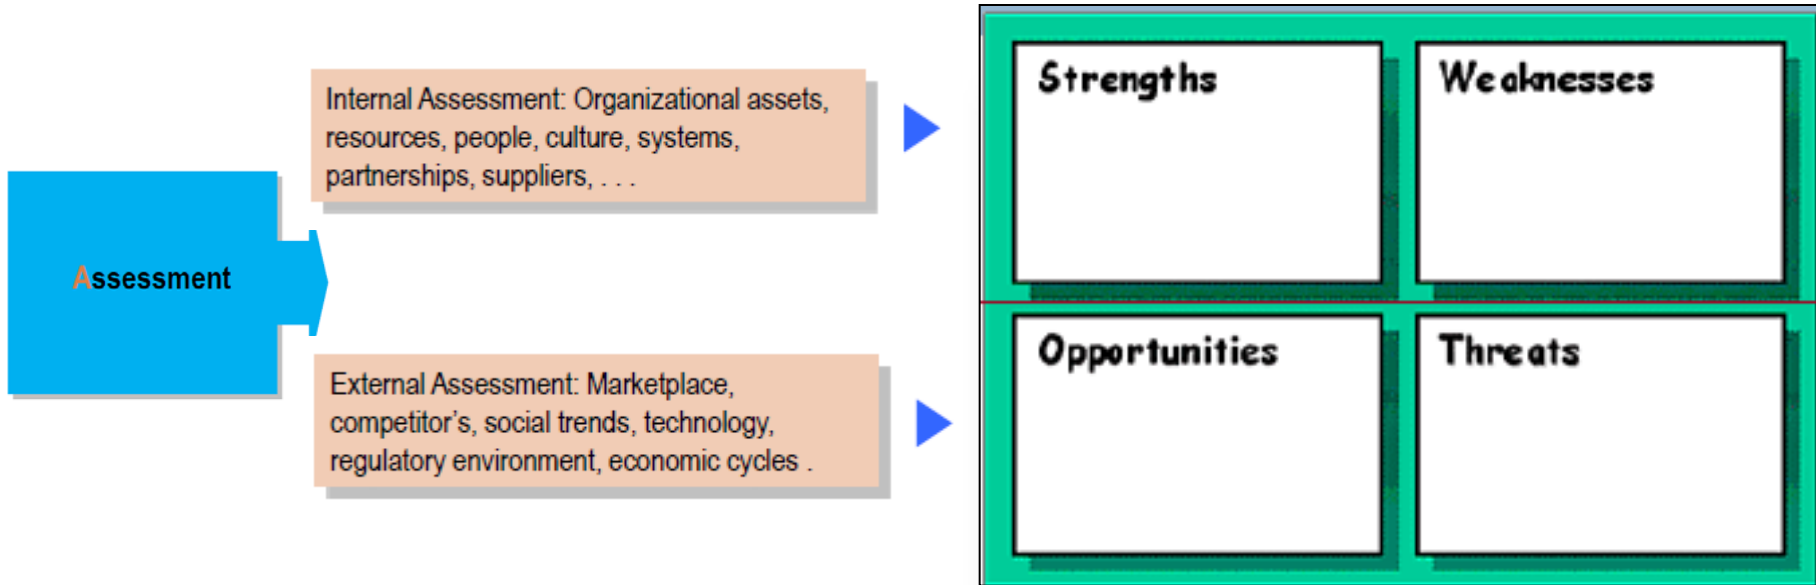 Assessment
Internal Assessment: Organizational assets,
resources, people, culture, systems,
partnerships, suppliers, . . .
External Assessment: Marketplace,
competitor’s, social trends, technology,
regulatory environment, economic cycles .
Strengths
Weaknesses
Opportunities
Threats